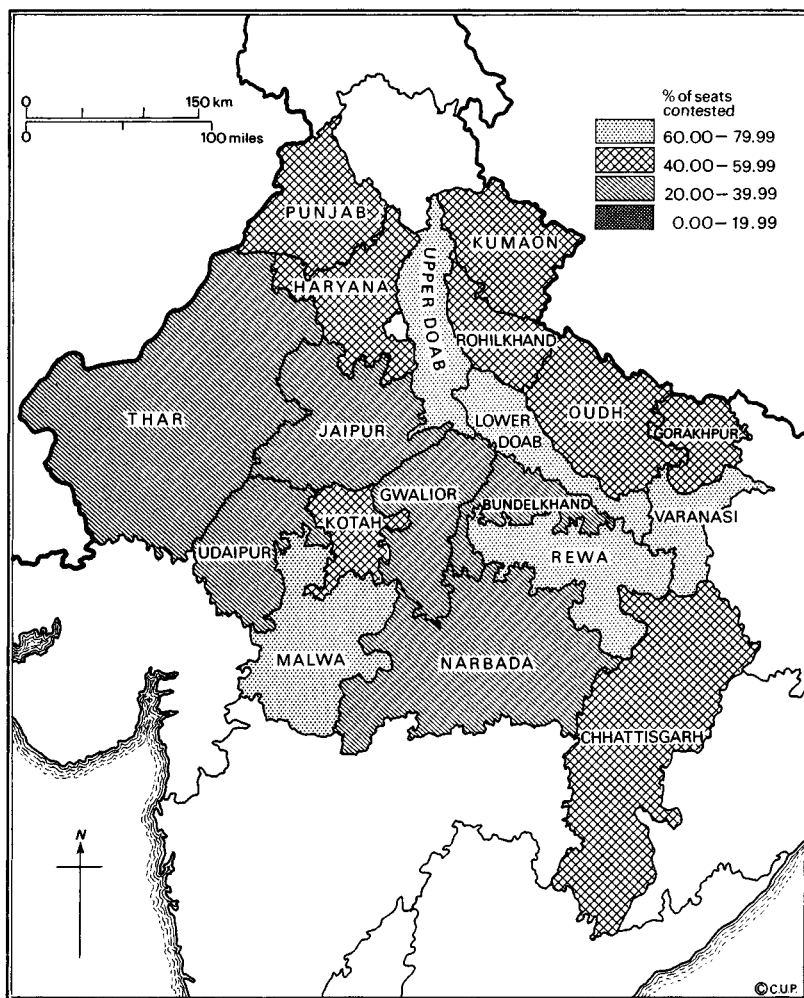 0 150 km
0 100 miles
% of seats
contested
60.00 – 79.99
40.00 – 59.99
20.00 – 39.99
0.00 – 19.99
PUNJAB
KUMAON
HARYANA
UPPER DOAB
ROHILKHAND
THAR
JAIPUR
LOWER
DOAB
OUDH
GORAKHPUR
GWALIOR
BUNDELKHAND
VARANASI
KOTAH
UDAIPUR
REWA
MALWA
NARBADA
CHHATTISGARH
N
© C.U.P.